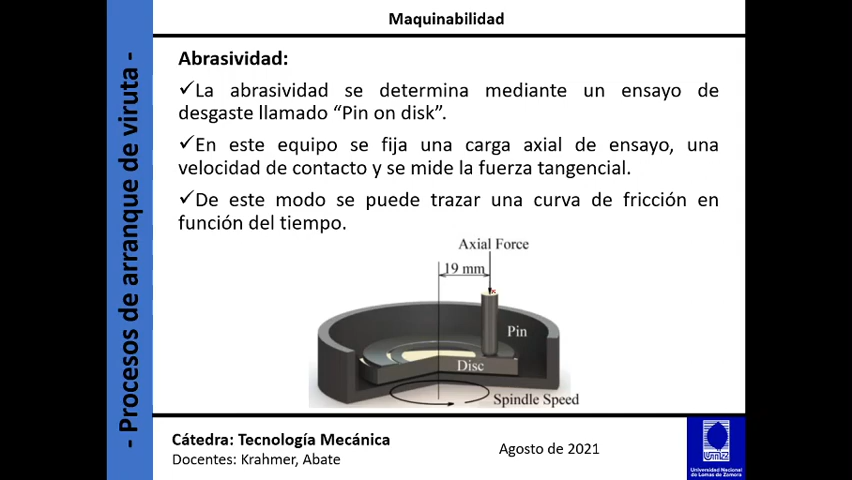 Maquinabilidad
- Procesos de arranque de viruta -
Abrasividad:
✓La abrasividad se determina mediante un ensayo de
desgaste llamado “Pin on disk”.
✓En este equipo se fija una carga axial de ensayo, una
velocidad de contacto y se mide la fuerza tangencial.
✓De este modo se puede trazar una curva de fricción en
función del tiempo.
Axial Force
19 mm
Pin
Disc
Spindle Speed
Cátedra: Tecnología Mecánica
Docentes: Krahmer, Abate
Agosto de 2021
Universidad Nacional
de Lomas de Zamora